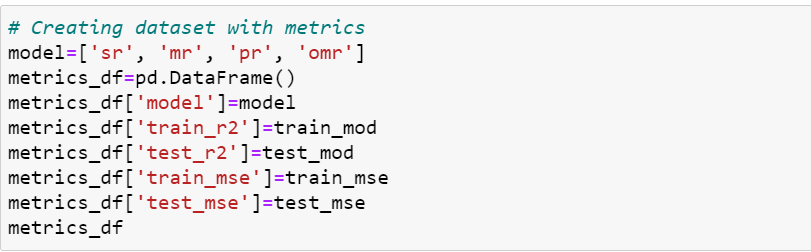 # Creating dataset with metrics
model=['sr', 'mr', 'pr', 'omr']
metrics_df=pd.DataFrame()
metrics_df['model']=model
metrics_df['train_r2']=train_mod
metrics_df['test_r2']=test_mod
metrics_df['train_mse']=train_mse
metrics_df['test_mse']=test_mse
metrics_df